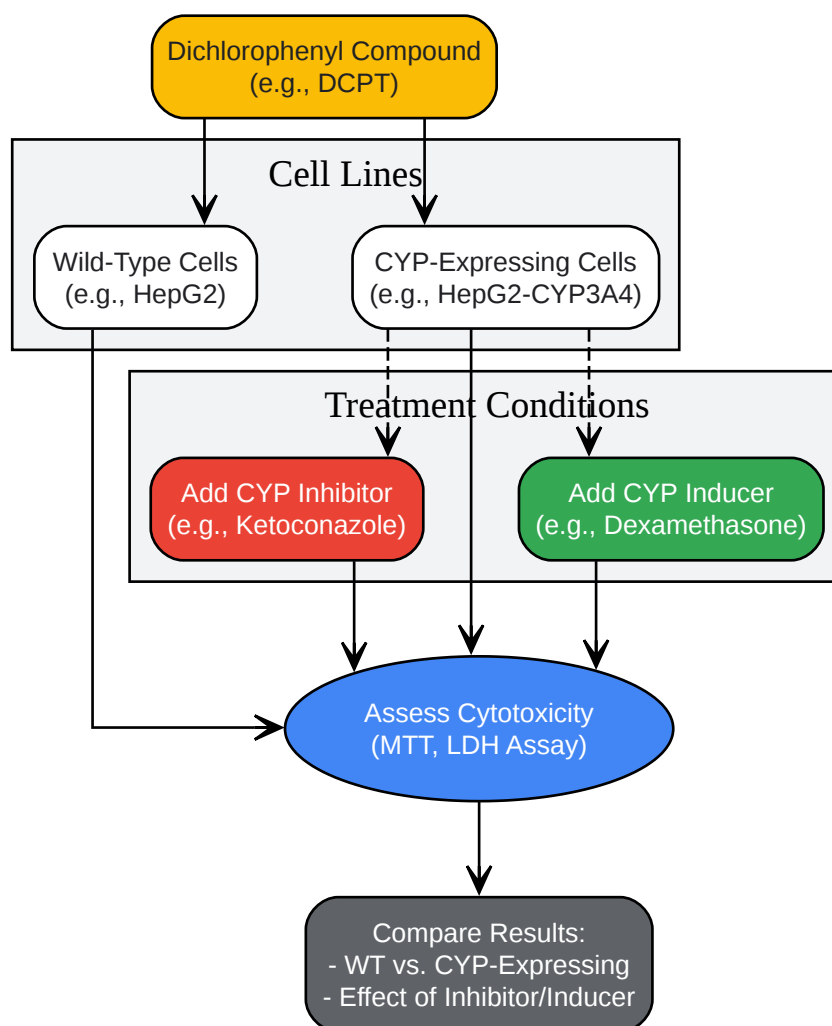 Dichlorophenyl Compound
(e.g., DCPT)
Cell Lines
Wild-Type Cells
(e.g., HepG2)
CYP-Expressing Cells
(e.g., HepG2-CYP3A4)
Treatment Conditions
Add CYP Inhibitor
(e.g., Ketoconazole)
Add CYP Inducer
(e.g., Dexamethasone)
Assess Cytotoxicity
(MTT, LDH Assay)
Compare Results:
- WT vs. CYP-Expressing
- Effect of Inhibitor/Inducer